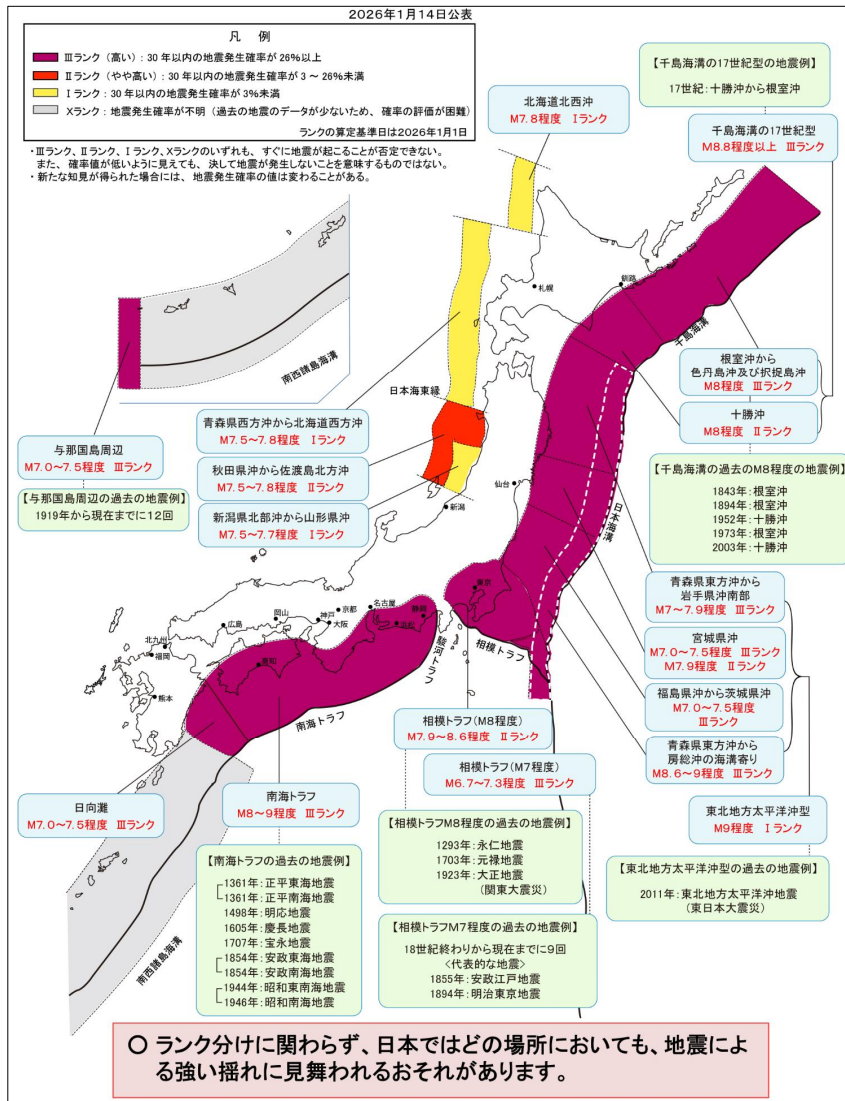 2026年1月14日公表
凡 例
Ⅲランク（高い）：30年以内の地震発生確率が26%以上
Ⅱランク（やや高い）：30年以内の地震発生確率が3～26%未満
Ⅰランク：30年以内の地震発生確率が3%未満
Xランク：地震発生確率が不明（過去の地震のデータが少ないため、確率の評価が困難）
ランクの算定基準日は2026年1月1日
・Ⅲランク、Ⅱランク、Ⅰランク、Xランクのいずれも、すぐに地震が起こることが否定できない。
また、確率値が低いように見えても、決して地震が発生しないことを意味するものではない。
・新たな知見が得られた場合には、地震発生確率の値は変わることがある。
北海道北西沖
M7.8程度 Ⅰランク
【千島海溝の17世紀型の地震例】
17世紀：十勝沖から根室沖
千島海溝の17世紀型
M8.8程度以上 Ⅲランク
札幌
釧路
千島海溝
南西諸島海溝
日本海東縁
根室沖から
色丹島沖及び択捉島沖
M8程度 Ⅲランク
十勝沖
M8程度 Ⅱランク
青森県西方沖から北海道西方沖
M7.5～7.8程度 Ⅰランク
与那国島周辺
M7.0～7.5程度 Ⅲランク
【与那国島周辺の過去の地震例】
1919年から現在までに12回
秋田県沖から佐渡島北方沖
M7.5～7.8程度 Ⅱランク
新潟県北部沖から山形県沖
M7.5～7.7程度 Ⅰランク
仙台
新潟
日本海溝
【千島海溝の過去のM8程度の地震例】
1843年：根室沖
1894年：根室沖
1952年：十勝沖
1973年：根室沖
2003年：十勝沖
東京
青森県東方沖から
岩手県沖南部
M7～7.9程度 Ⅲランク
宮城県沖
M7.0～7.5程度 Ⅲランク
M7.9程度 Ⅱランク
福島県沖から茨城県沖
M7.0～7.5程度
Ⅲランク
青森県東方沖から
房総沖の海溝寄り
M8.6～9程度 Ⅲランク
東北地方太平洋沖型
M9程度 Ⅰランク
【東北地方太平洋沖型の過去の地震例】
2011年：東北地方太平洋沖地震
（東日本大震災）
名古屋
京都
静岡
岡山
神戸
大阪
浜松
広島
北九州
福岡
高知
熊本
駿河トラフ
相模トラフ
南海トラフ
南西諸島海溝
相模トラフ（M8程度）
M7.9～8.6程度 Ⅱランク
相模トラフ（M7程度）
M6.7～7.3程度 Ⅲランク
日向灘
M7.0～7.5程度 Ⅲランク
南海トラフ
M8～9程度 Ⅲランク
【南海トラフの過去の地震例】
1361年：正平東海地震
1361年：正平南海地震
1498年：明応地震
1605年：慶長地震
1707年：宝永地震
1854年：安政東海地震
1854年：安政南海地震
1944年：昭和東南海地震
1946年：昭和南海地震
【相模トラフM8程度の過去の地震例】
1293年：永仁地震
1703年：元禄地震
1923年：大正地震
（関東大震災）
【相模トラフM7程度の過去の地震例】
18世紀終わりから現在までに9回
<代表的な地震>
1855年：安政江戸地震
1894年：明治東京地震
○ ランク分けに関わらず、日本ではどの場所においても、地震によ
る強い揺れに見舞われるおそれがあります。